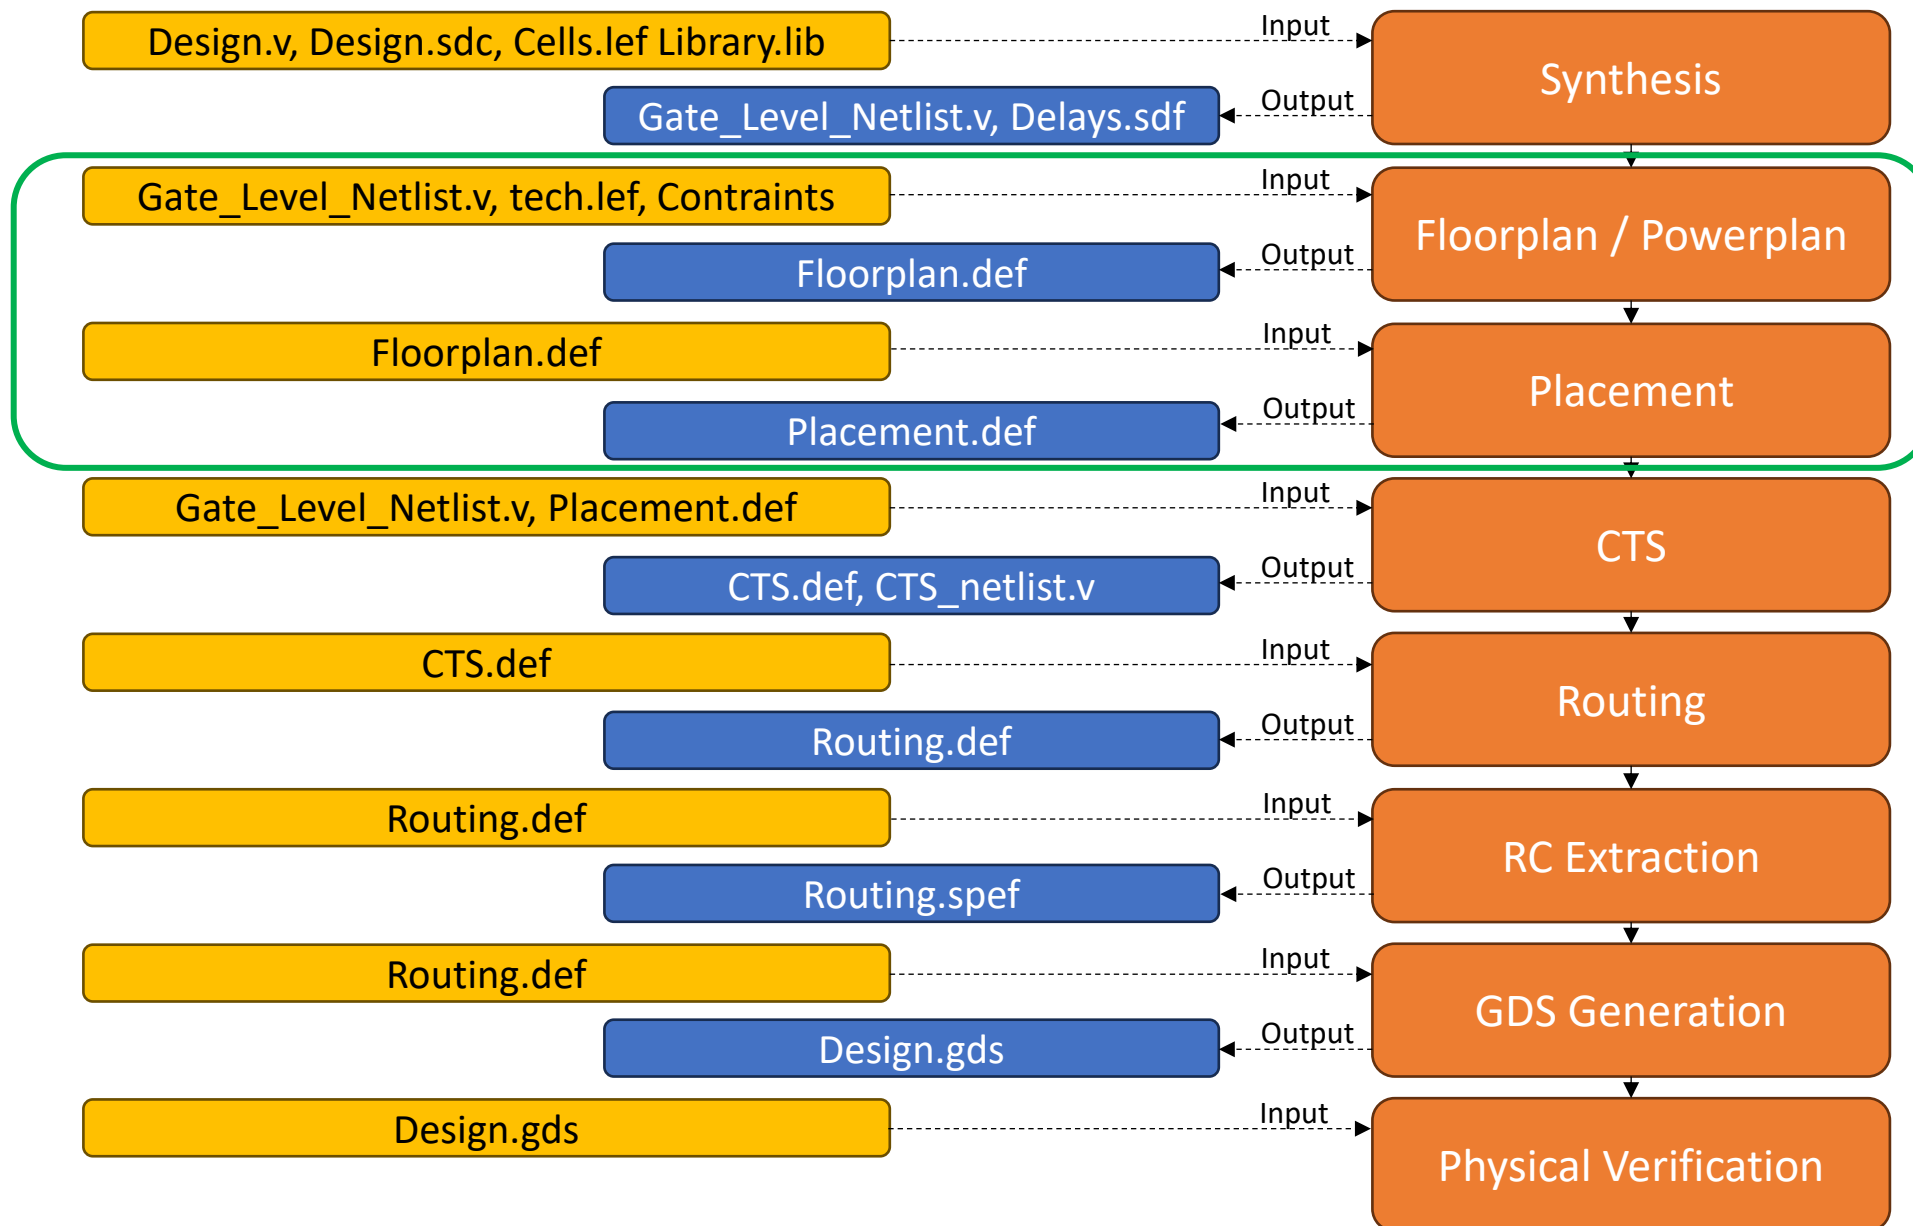 Design.v, Design.sdc, Cells.lef Library.lib
Input
Synthesis
Gate_Level_Netlist.v, Delays.sdf
Output
Gate_Level_Netlist.v, tech.lef, Contraints
Input
Floorplan / Powerplan
Floorplan.def
Output
Floorplan.def
Input
Placement
Placement.def
Output
Gate_Level_Netlist.v, Placement.def
Input
CTS
CTS.def, CTS_netlist.v
Output
CTS.def
Input
Routing
Routing.def
Output
Routing.def
Input
RC Extraction
Routing.spef
Output
Routing.def
Input
GDS Generation
Design.gds
Output
Design.gds
Input
Physical Verification